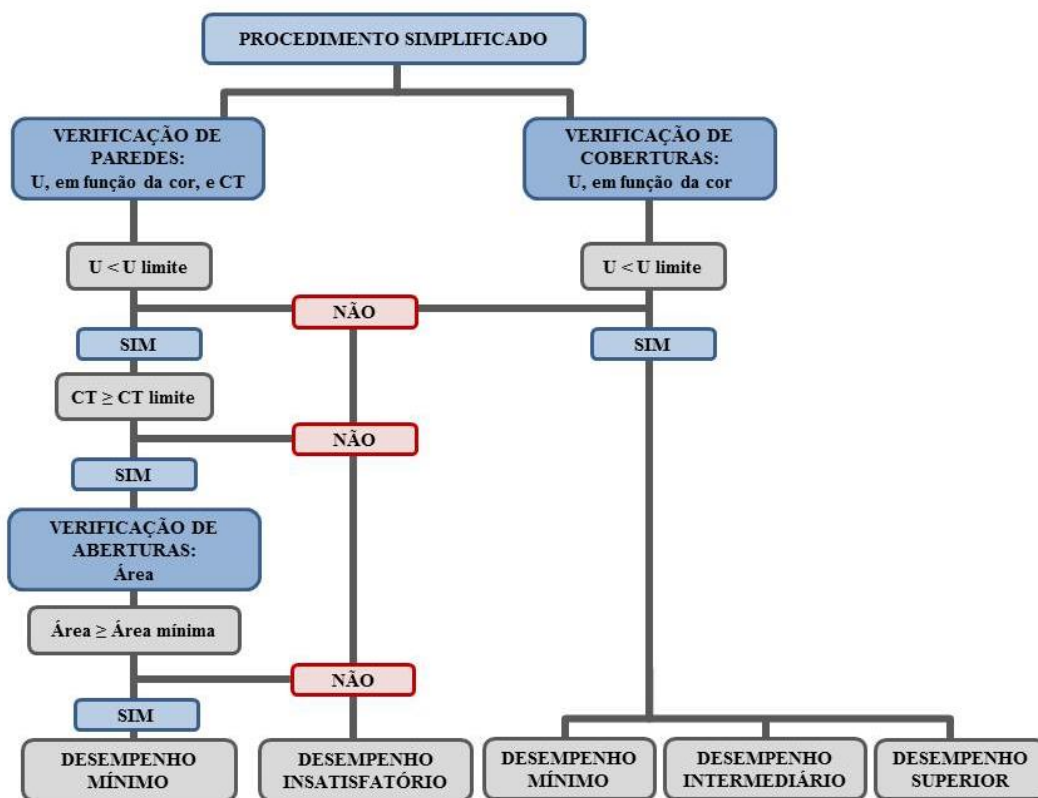 PROCEDIMENTO SIMPLIFICADO
VERIFICAÇÃO DE
PAREDES:
U, em função da cor, e CT
VERIFICAÇÃO DE
COBERTURAS:
U, em função da cor
U < U limite
U < U limite
NÃO
SIM
SIM
CT ≥ CT limite
NÃO
SIM
VERIFICAÇÃO DE
ABERTURAS:
Área
Área ≥ Área mínima
NÃO
SIM
DESEMPENHO
MÍNIMO
DESEMPENHO
INSATISFATÓRIO
DESEMPENHO
MÍNIMO
DESEMPENHO
INTERMEDIÁRIO
DESEMPENHO
SUPERIOR